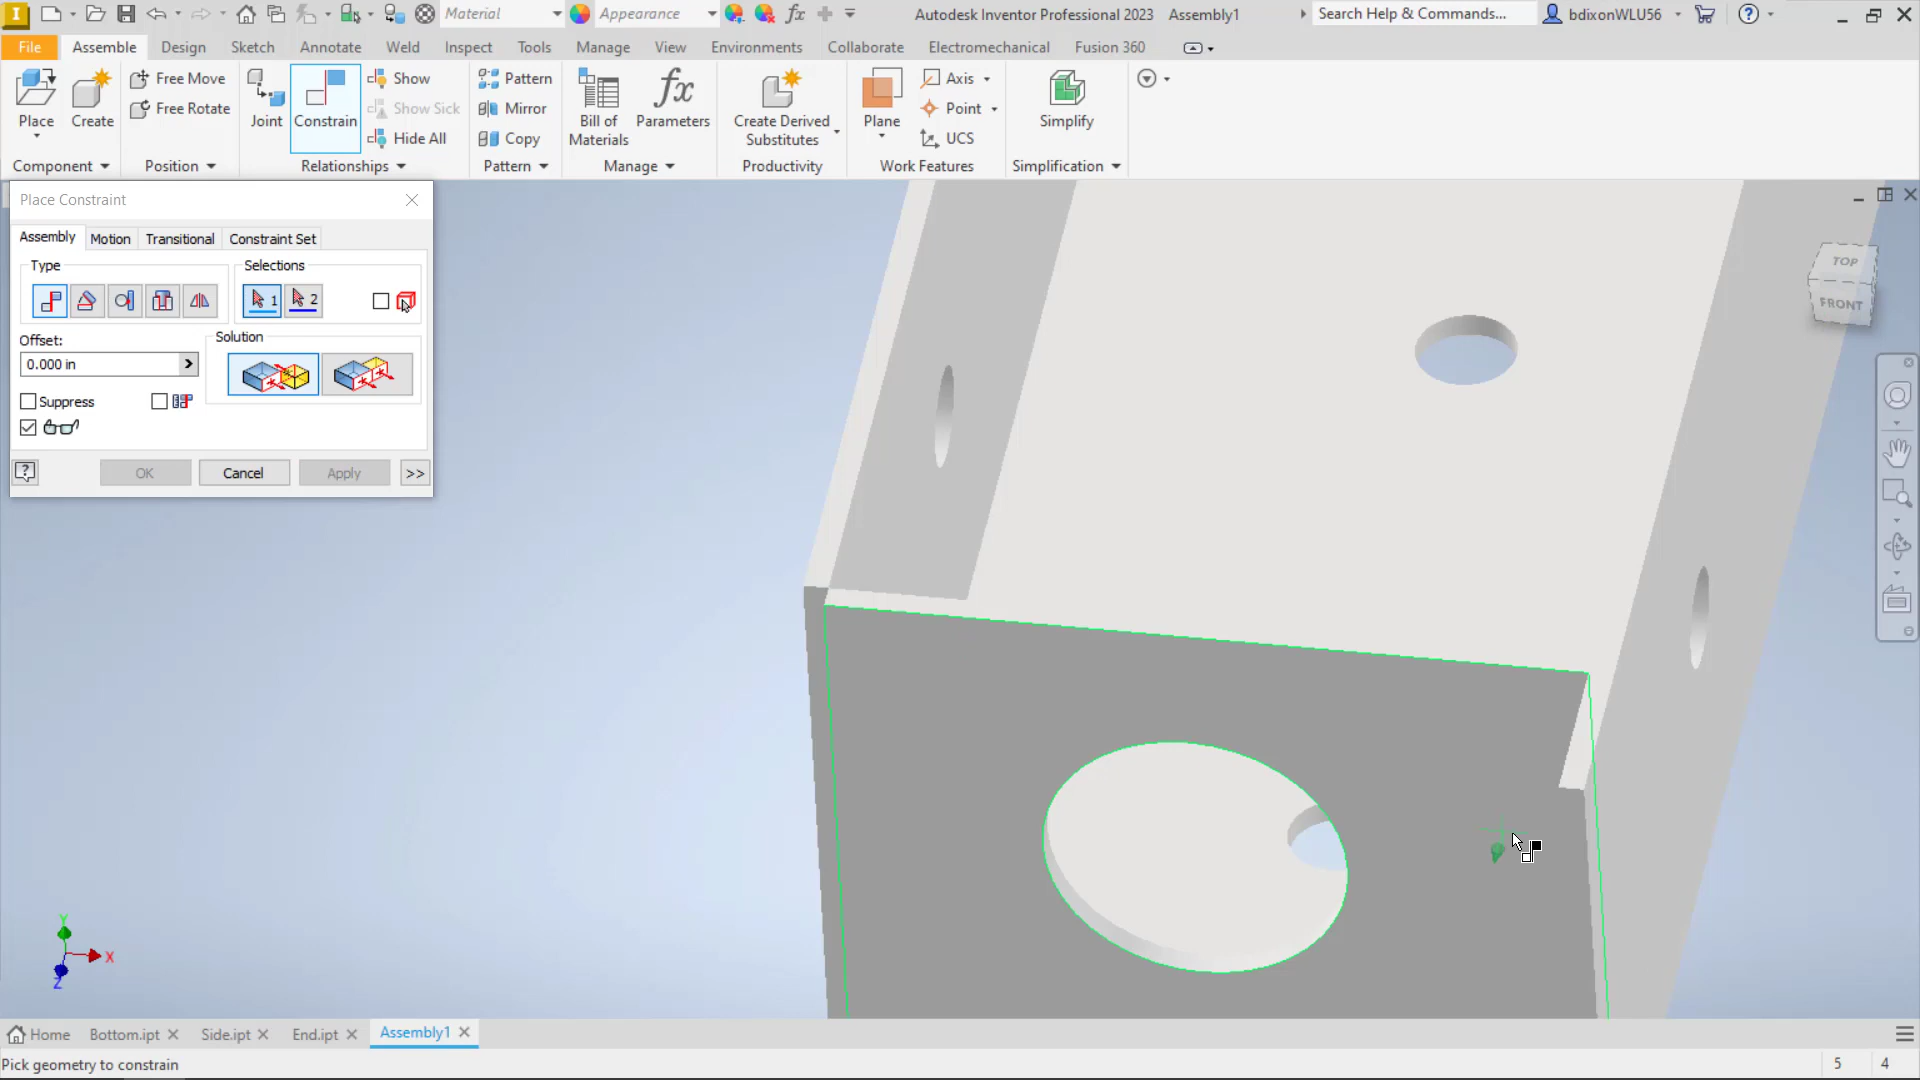 Material
Appearance
Autodesk Inventor Professional 2023 Assembly1
Search Help & Commands...
bdixonWLU56
File
Assemble
Design
Sketch
Annotate
Weld
Inspect
Tools
Manage
View
Environments
Collaborate
Electromechanical
Fusion 360
Place
Create
Free Move
Free Rotate
Joint
Constrain
Show
Show Sick
Hide All
Pattern
Mirror
Copy
Bill of
Materials
Parameters
Create Derived
Substitutes
Plane
Axis
Point
UCS
Simplify
Component
Position
Relationships
Pattern
Manage
Productivity
Work Features
Simplification
Place Constraint
Assembly
Motion
Transitional
Constraint Set
Type
Selections
1
2
Offset:
Solution
0.000 in
Suppress
OK
Cancel
Apply
>>
TOP
FRONT
Y
X
Z
Home
Bottom.ipt
Side.ipt
End.ipt
Assembly1
Pick geometry to constrain
5
4